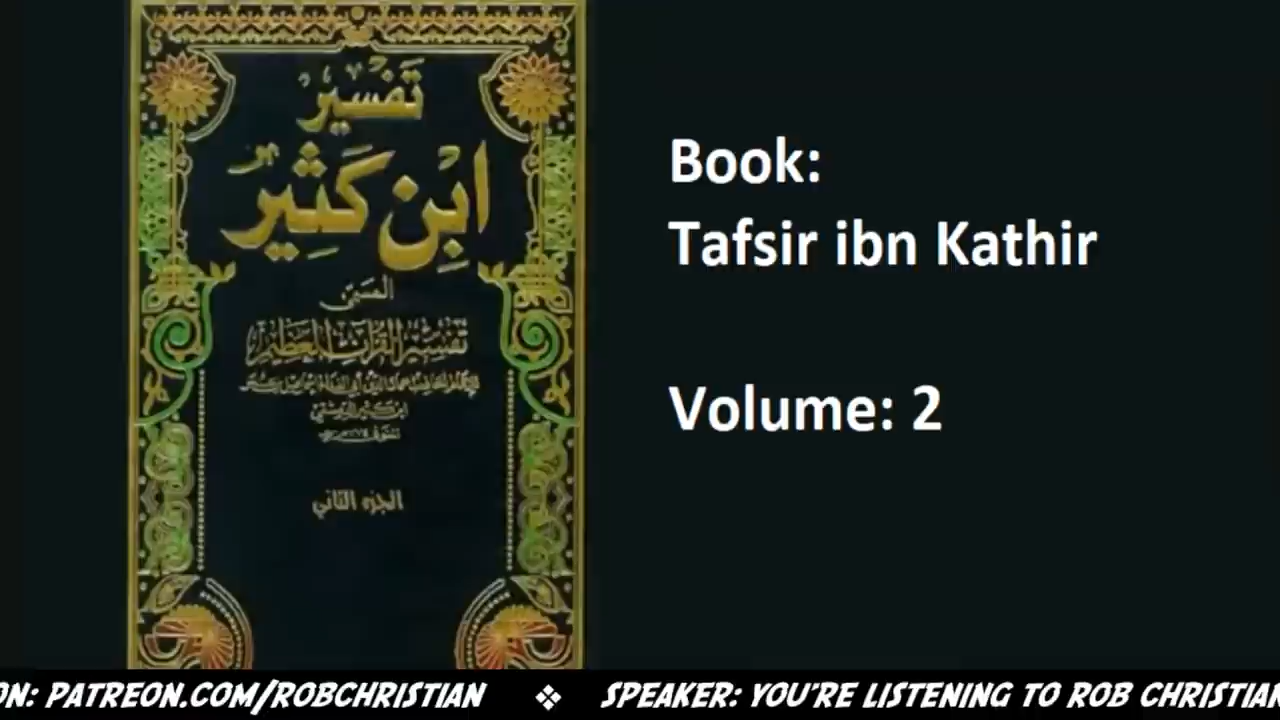 تفسير
ابن كثير
المسمى
تفسير القرآن العظيم
الجزء الثاني
Book:
Tafsir ibn Kathir
Volume: 2
ON: PATREON.COM/ROBCHRISTIAN ❖ SPEAKER: YOU'RE LISTENING TO ROB CHRISTIAN